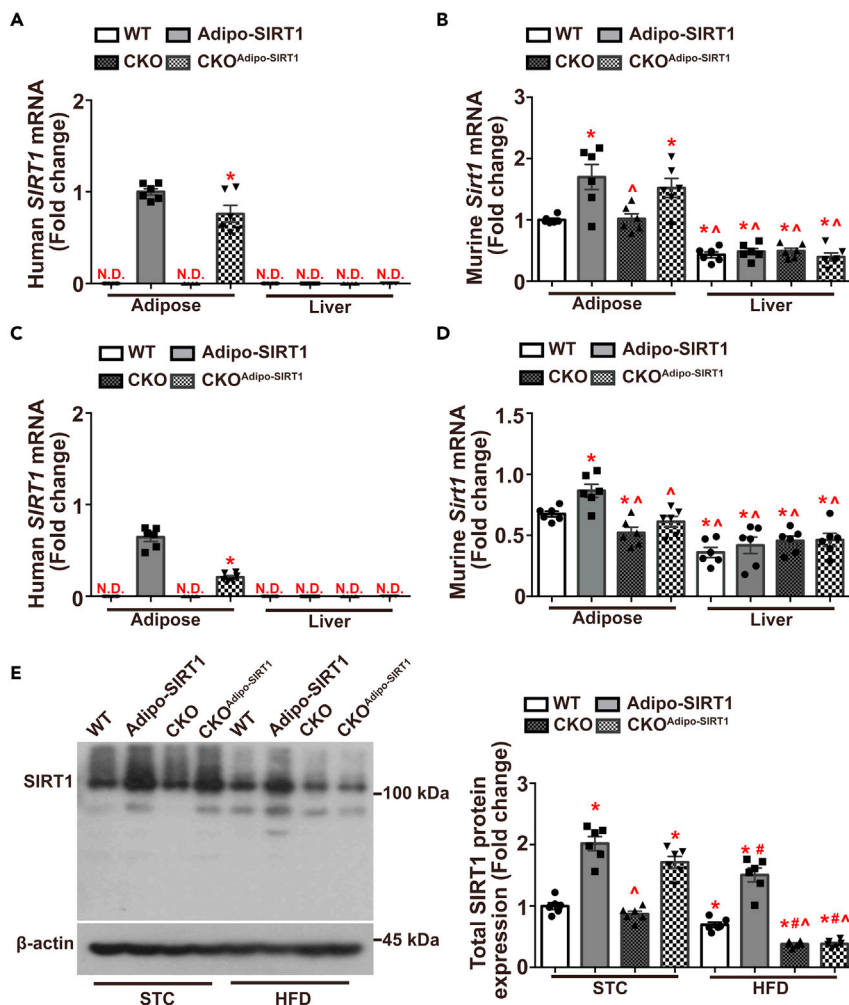 A
WT Adipo-SIRT1
CKO CKOAdipo-SIRT1
Human SIRT1 mRNA
(Fold change)
2
1
0
N.D. * N.D. N.D. N.D. N.D. N.D.
Adipose Liver
B
WT Adipo-SIRT1
CKO CKOAdipo-SIRT1
Murine Sirt1 mRNA
(Fold change)
3
2
1
0
* ^ * *^ *^ *^ *^
Adipose Liver
C
WT Adipo-SIRT1
CKO CKOAdipo-SIRT1
Human SIRT1 mRNA
(Fold change)
2
1
0
N.D. N.D. * N.D. N.D. N.D. N.D.
Adipose Liver
D
WT Adipo-SIRT1
CKO CKOAdipo-SIRT1
Murine Sirt1 mRNA
(Fold change)
1.5
1.0
0.5
0
* *^ ^ *^ *^ *^ *^
Adipose Liver
E
WT Adipo-SIRT1 CKO CKOAdipo-SIRT1 WT Adipo-SIRT1 CKO CKOAdipo-SIRT1
SIRT1
100 kDa
β-actin
45 kDa
STC HFD
WT Adipo-SIRT1
CKO CKOAdipo-SIRT1
Total SIRT1 protein
expression (Fold change)
3
2
1
0
* ^ * * *# *#^ *#^
STC HFD